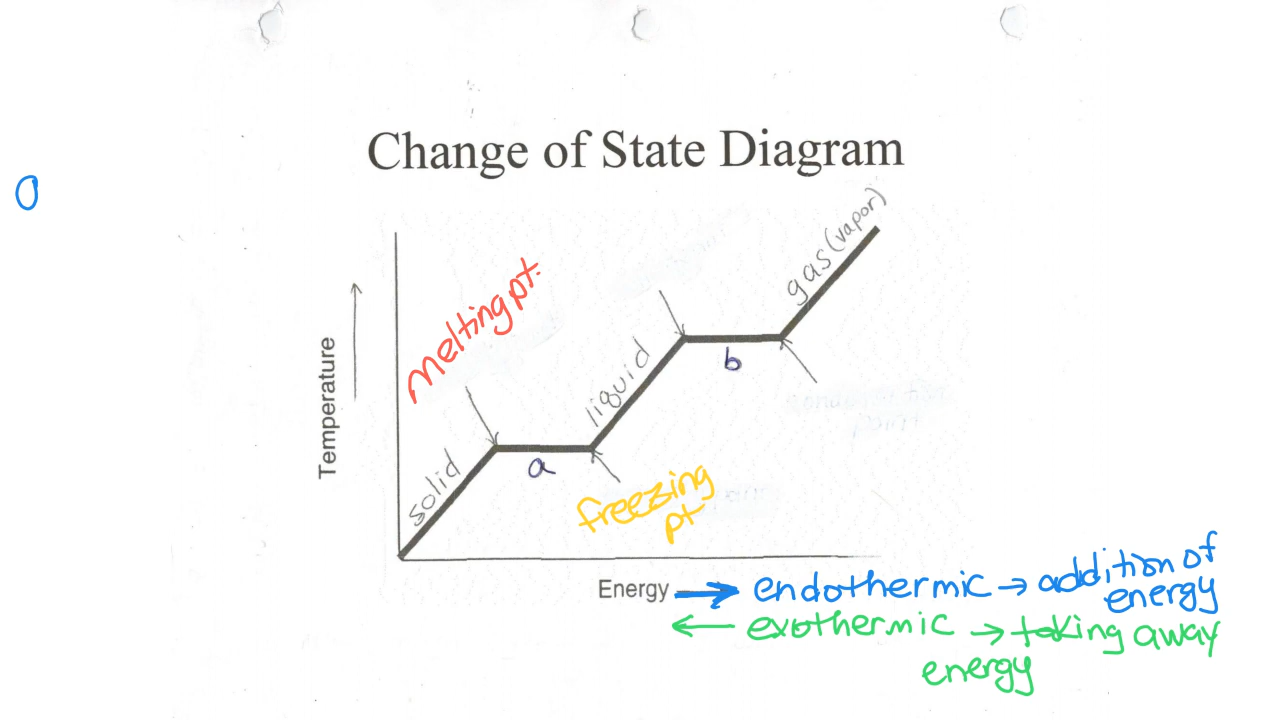 Change of State Diagram
0
gas (vapor)
melting pt.
Temperature
liquid
b
solid
a
freezing
pt
Energy
endothermic → addition of
energy
exothermic → taking away
energy